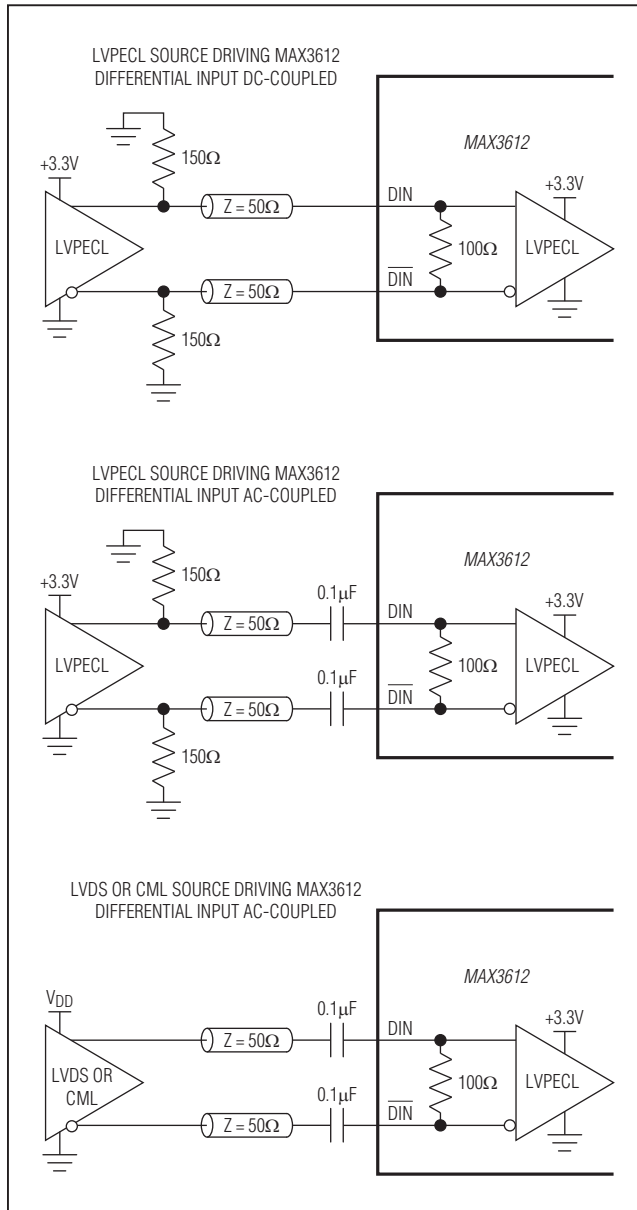 LVPECL SOURCE DRIVING MAX3612
DIFFERENTIAL INPUT DC-COUPLED
MAX3612
+3.3V
150Ω
Z = 50Ω
DIN
+3.3V
LVPECL
100Ω
LVPECL
Z = 50Ω
D̅I̅N̅
150Ω
LVPECL SOURCE DRIVING MAX3612
DIFFERENTIAL INPUT AC-COUPLED
MAX3612
+3.3V
150Ω
0.1μF
Z = 50Ω
DIN
+3.3V
LVPECL
0.1μF
100Ω
LVPECL
Z = 50Ω
D̅I̅N̅
150Ω
LVDS OR CML SOURCE DRIVING MAX3612
DIFFERENTIAL INPUT AC-COUPLED
MAX3612
VDD
0.1μF
Z = 50Ω
DIN
+3.3V
LVDS OR
CML
0.1μF
100Ω
LVPECL
Z = 50Ω
D̅I̅N̅